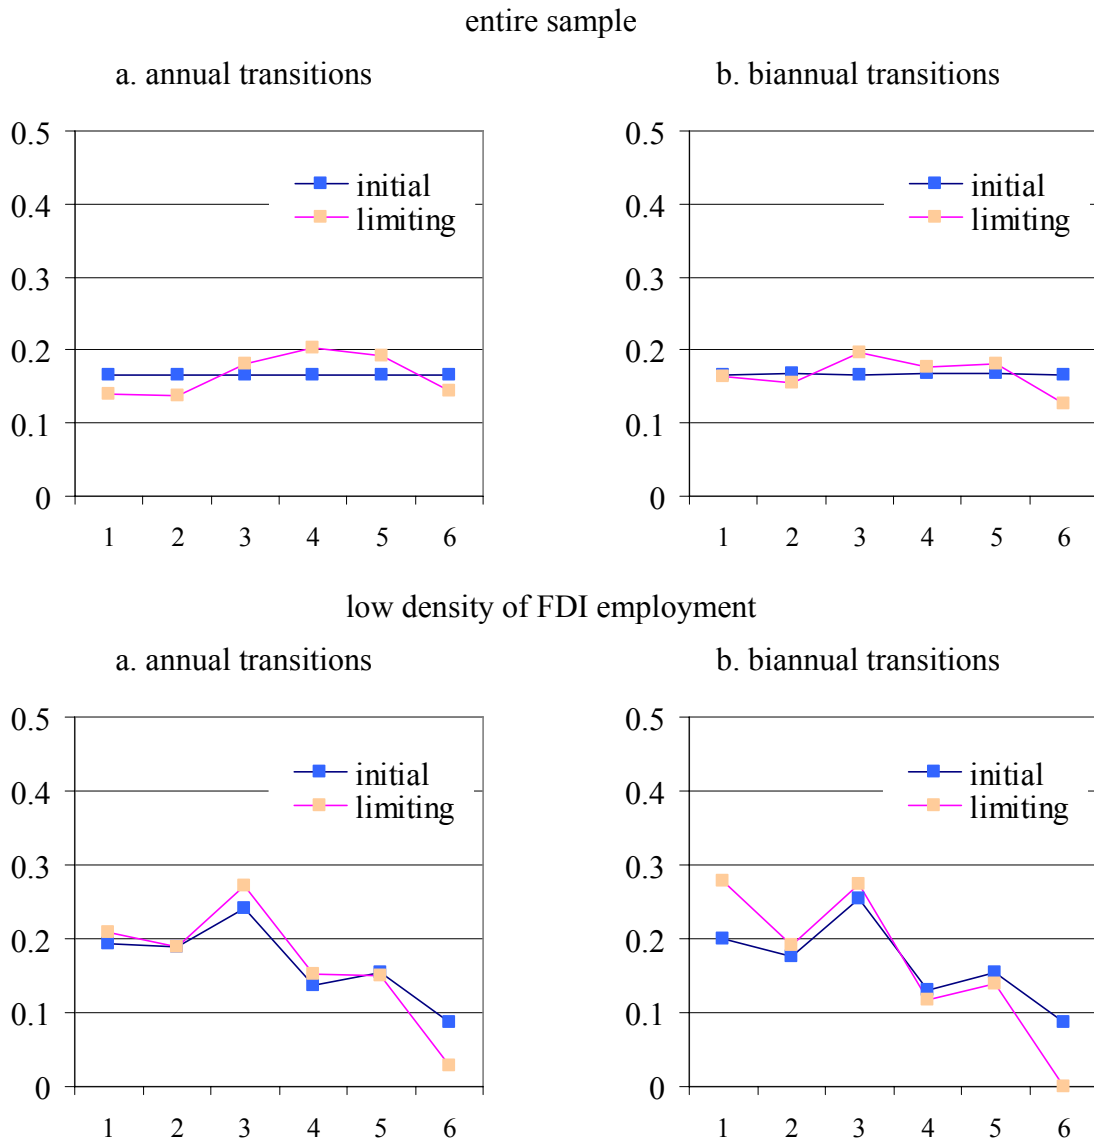 entire sample
a. annual transitions
0.5
0.4
0.3
0.2
0.1
0
initial
limiting
1 2 3 4 5 6
b. biannual transitions
0.5
0.4
0.3
0.2
0.1
0
initial
limiting
1 2 3 4 5 6
low density of FDI employment
a. annual transitions
0.5
0.4
0.3
0.2
0.1
0
initial
limiting
1 2 3 4 5 6
b. biannual transitions
0.5
0.4
0.3
0.2
0.1
0
initial
limiting
1 2 3 4 5 6